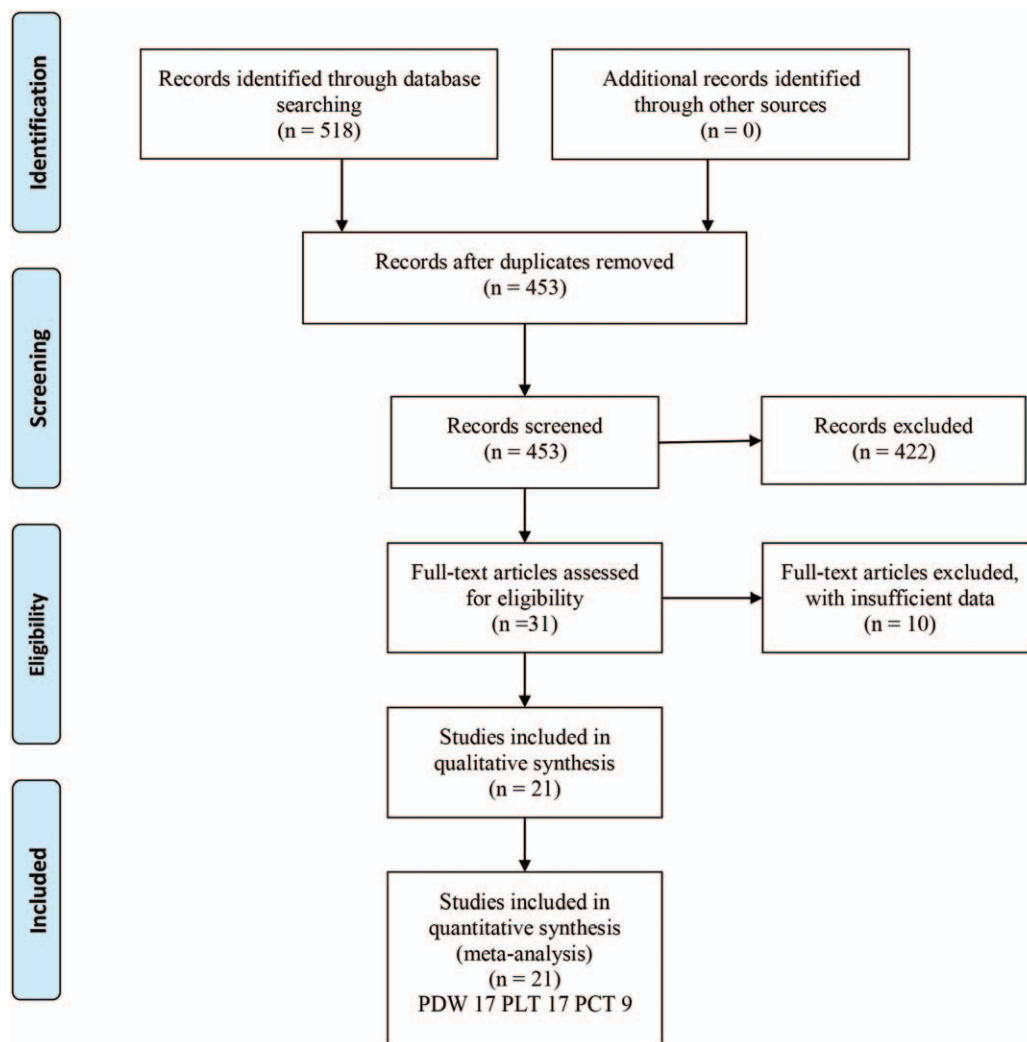 Identification
Records identified through database
searching
(n = 518)
Additional records identified
through other sources
(n = 0)
Records after duplicates removed
(n = 453)
Screening
Records screened
(n = 453)
Records excluded
(n = 422)
Eligibility
Full-text articles assessed
for eligibility
(n =31)
Full-text articles excluded,
with insufficient data
(n = 10)
Studies included in
qualitative synthesis
(n = 21)
Included
Studies included in
quantitative synthesis
(meta-analysis)
(n = 21)
PDW 17 PLT 17 PCT 9